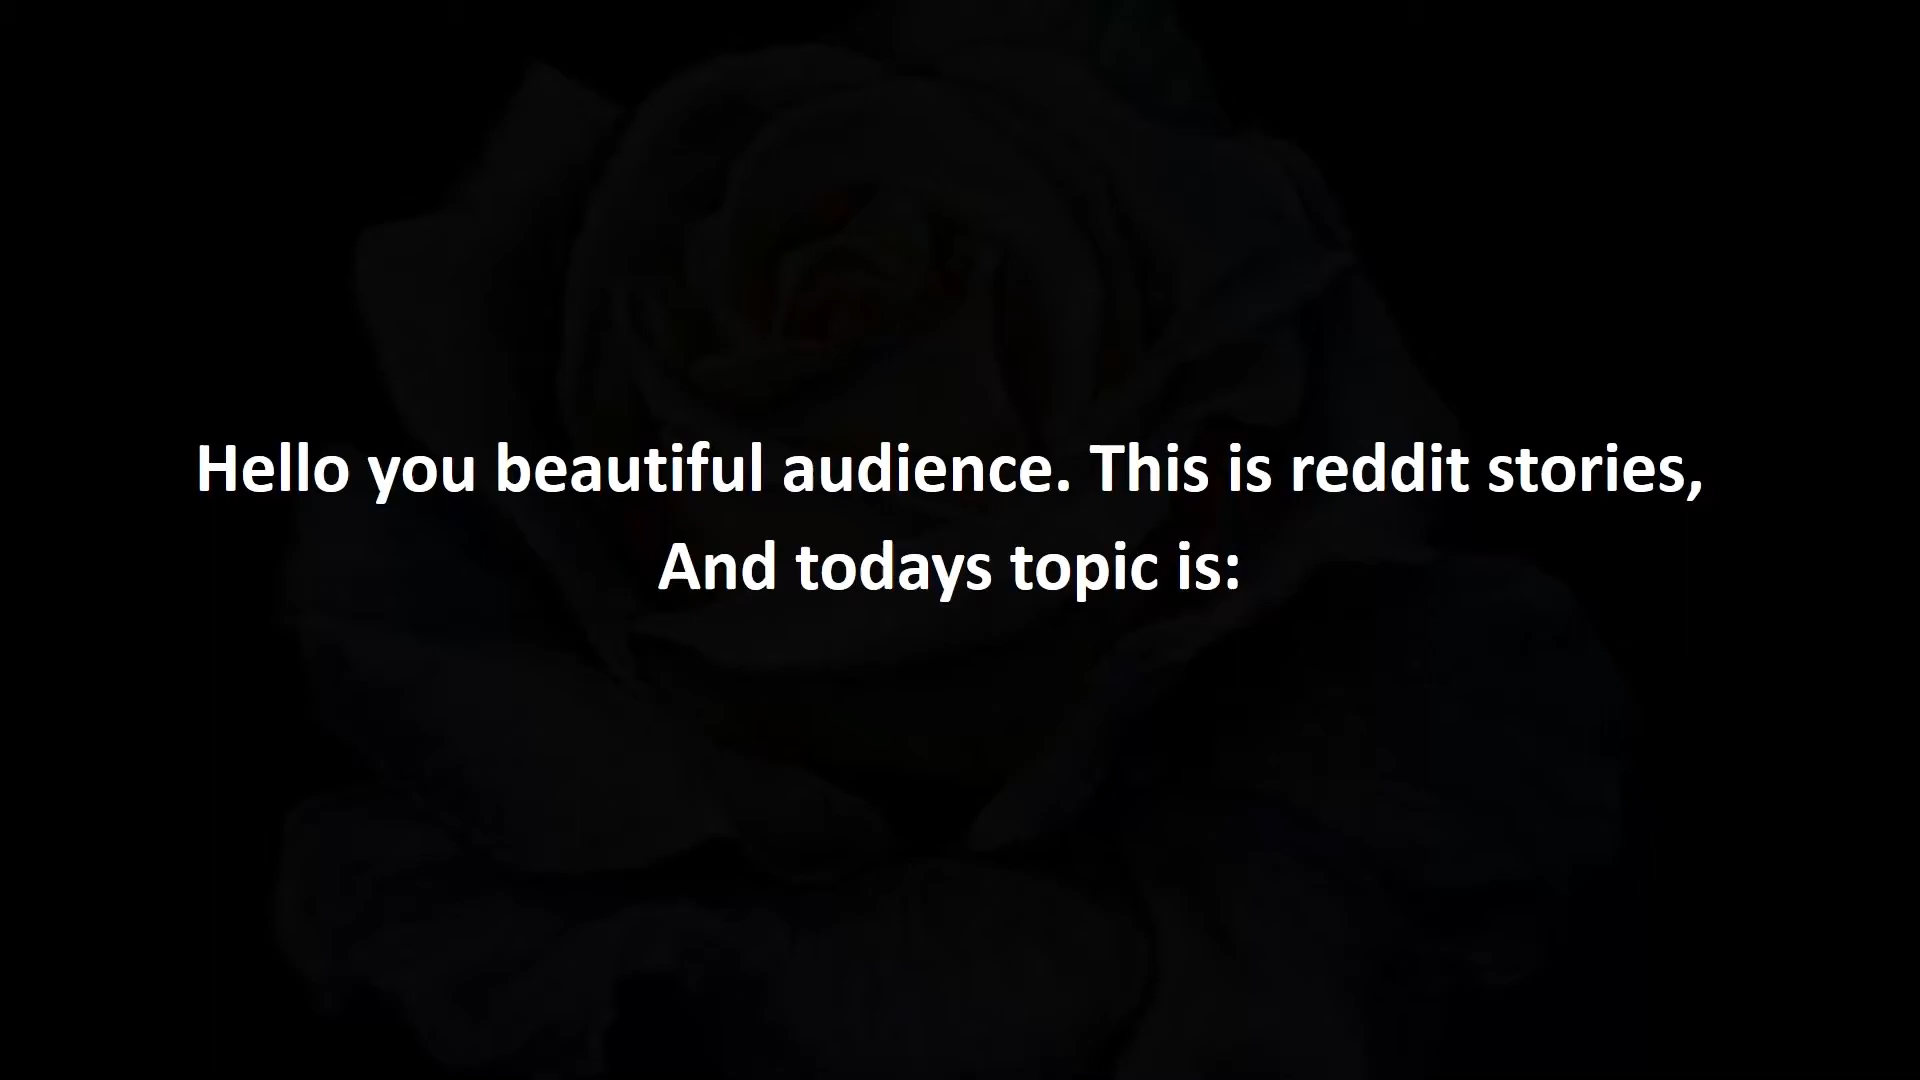 Hello you beautiful audience. This is reddit stories,
And todays topic is: